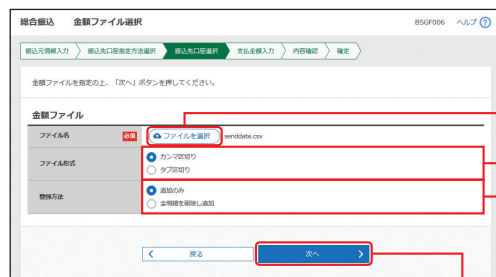 総合振込 金額ファイル選択 BSGF006 ヘルプ ?
振込元情報入力 振込先口座指定方法選択 振込先口座選択 支払金額入力 内容確認 確定
金額ファイルを指定の上、「次へ」ボタンを押してください。
金額ファイル
ファイル名 必須 ファイルを選択 senddata.csv
ファイル形式 カンマ区切り
タブ区切り
登録方法 追加のみ
全明細を削除し追加
戻る 次へ